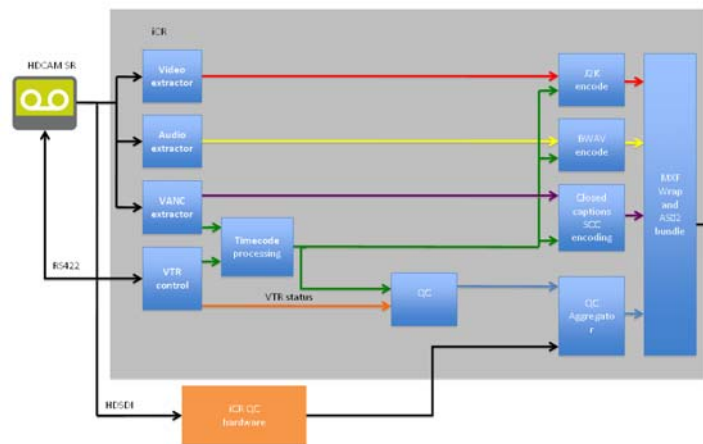 iCR
HDCAM SR
Video
extractor
J2K
encode
Audio
extractor
BWAV
encode
VANC
extractor
Closed
captions
SCC
encoding
MXF
Wrap
and
AS02
bundle
Timecode
processing
RS422
VTR
control
VTR status
QC
QC
Aggregato
r
HDSDI
iCR QC
hardware